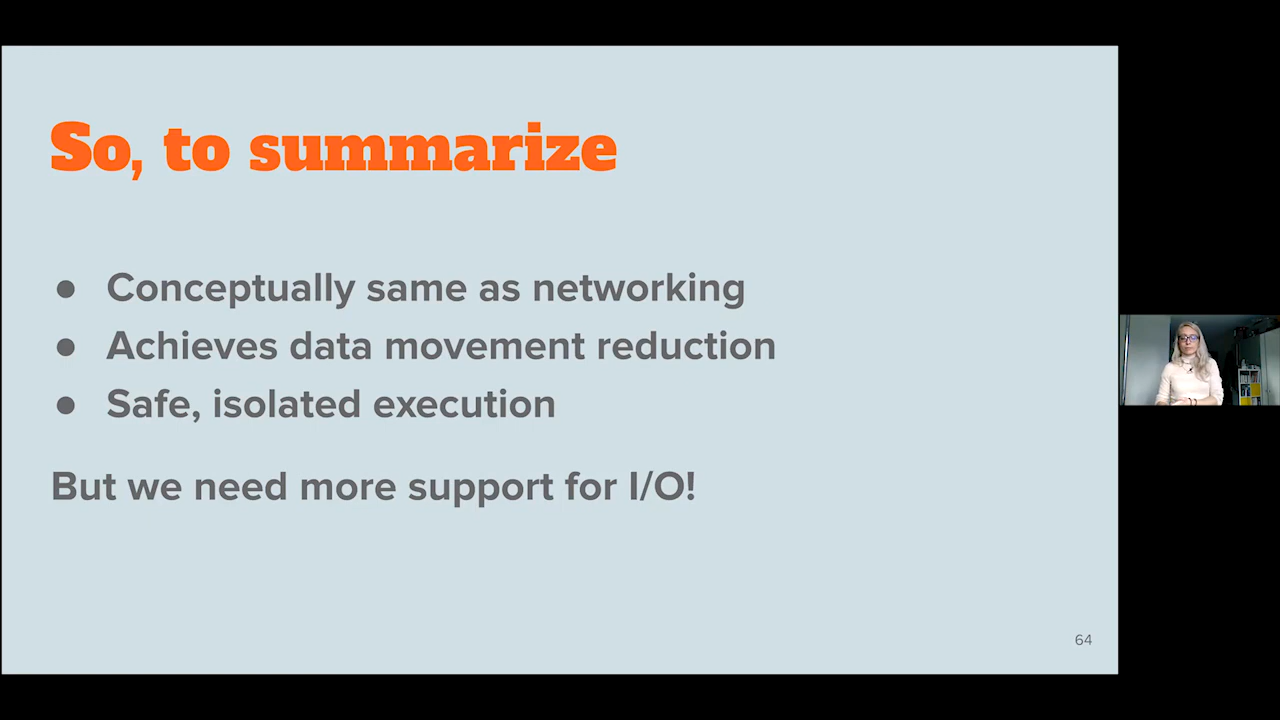 So, to summarize
● Conceptually same as networking
● Achieves data movement reduction
● Safe, isolated execution
But we need more support for I/O!
64